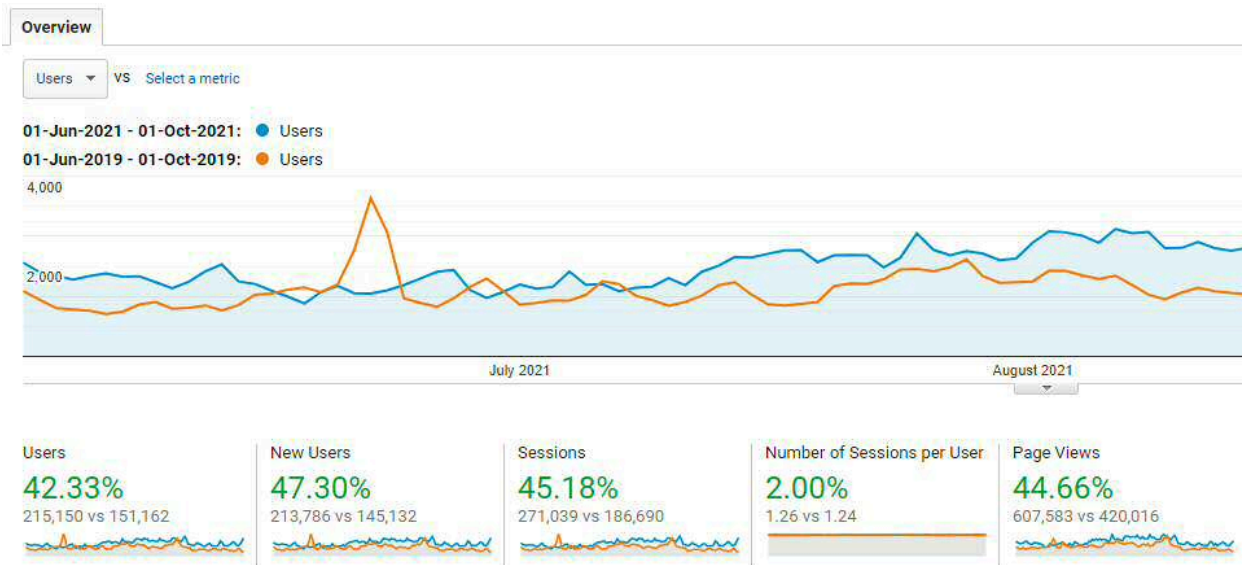 Overview
Users vs Select a metric
01-Jun-2021 - 01-Oct-2021: Users
01-Jun-2019 - 01-Oct-2019: Users
4,000
2,000
July 2021 August 2021
Users New Users Sessions Number of Sessions per User Page Views
42.33% 47.30% 45.18% 2.00% 44.66%
215,150 vs 151,162 213,786 vs 145,132 271,039 vs 186,690 1.26 vs 1.24 607,583 vs 420,016